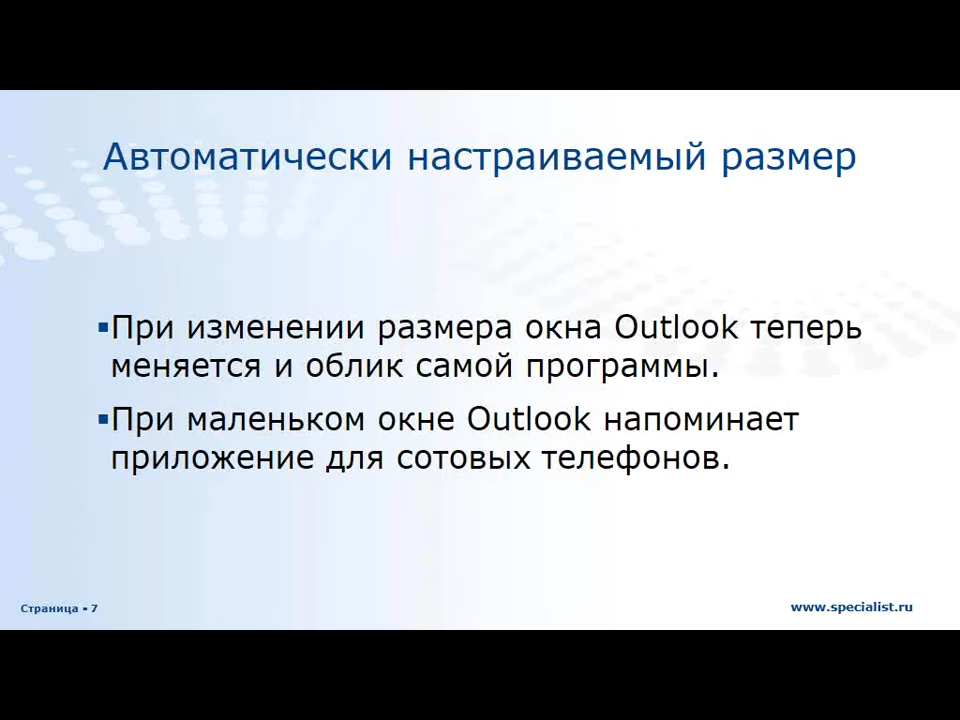 Автоматически настраиваемый размер
▪При изменении размера окна Outlook теперь
меняется и облик самой программы.
▪При маленьком окне Outlook напоминает
приложение для сотовых телефонов.
Страница ▪ 7
www.specialist.ru